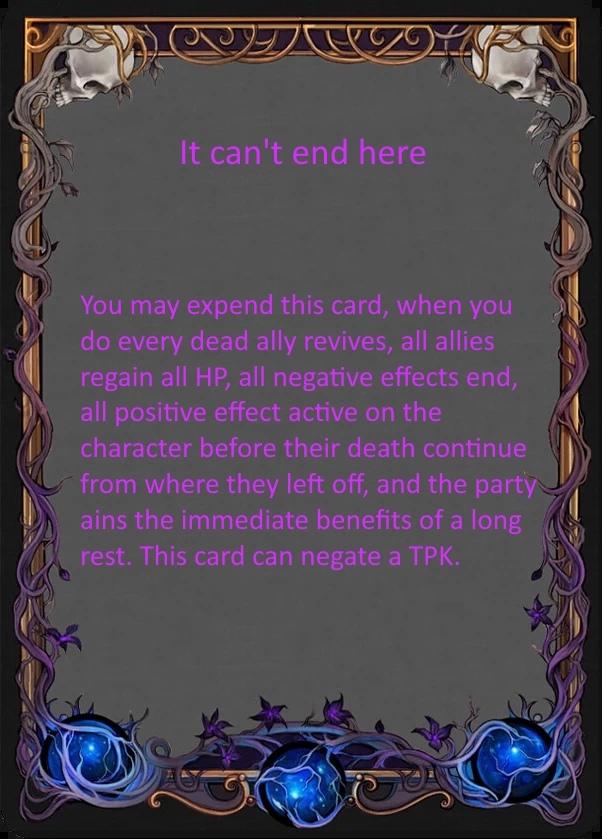 It can't end here
You may expend this card, when you
do every dead ally revives, all allies
regain all HP, all negative effects end,
all positive effect active on the
character before their death continue
from where they left off, and the party
ains the immediate benefits of a long
rest. This card can negate a TPK.